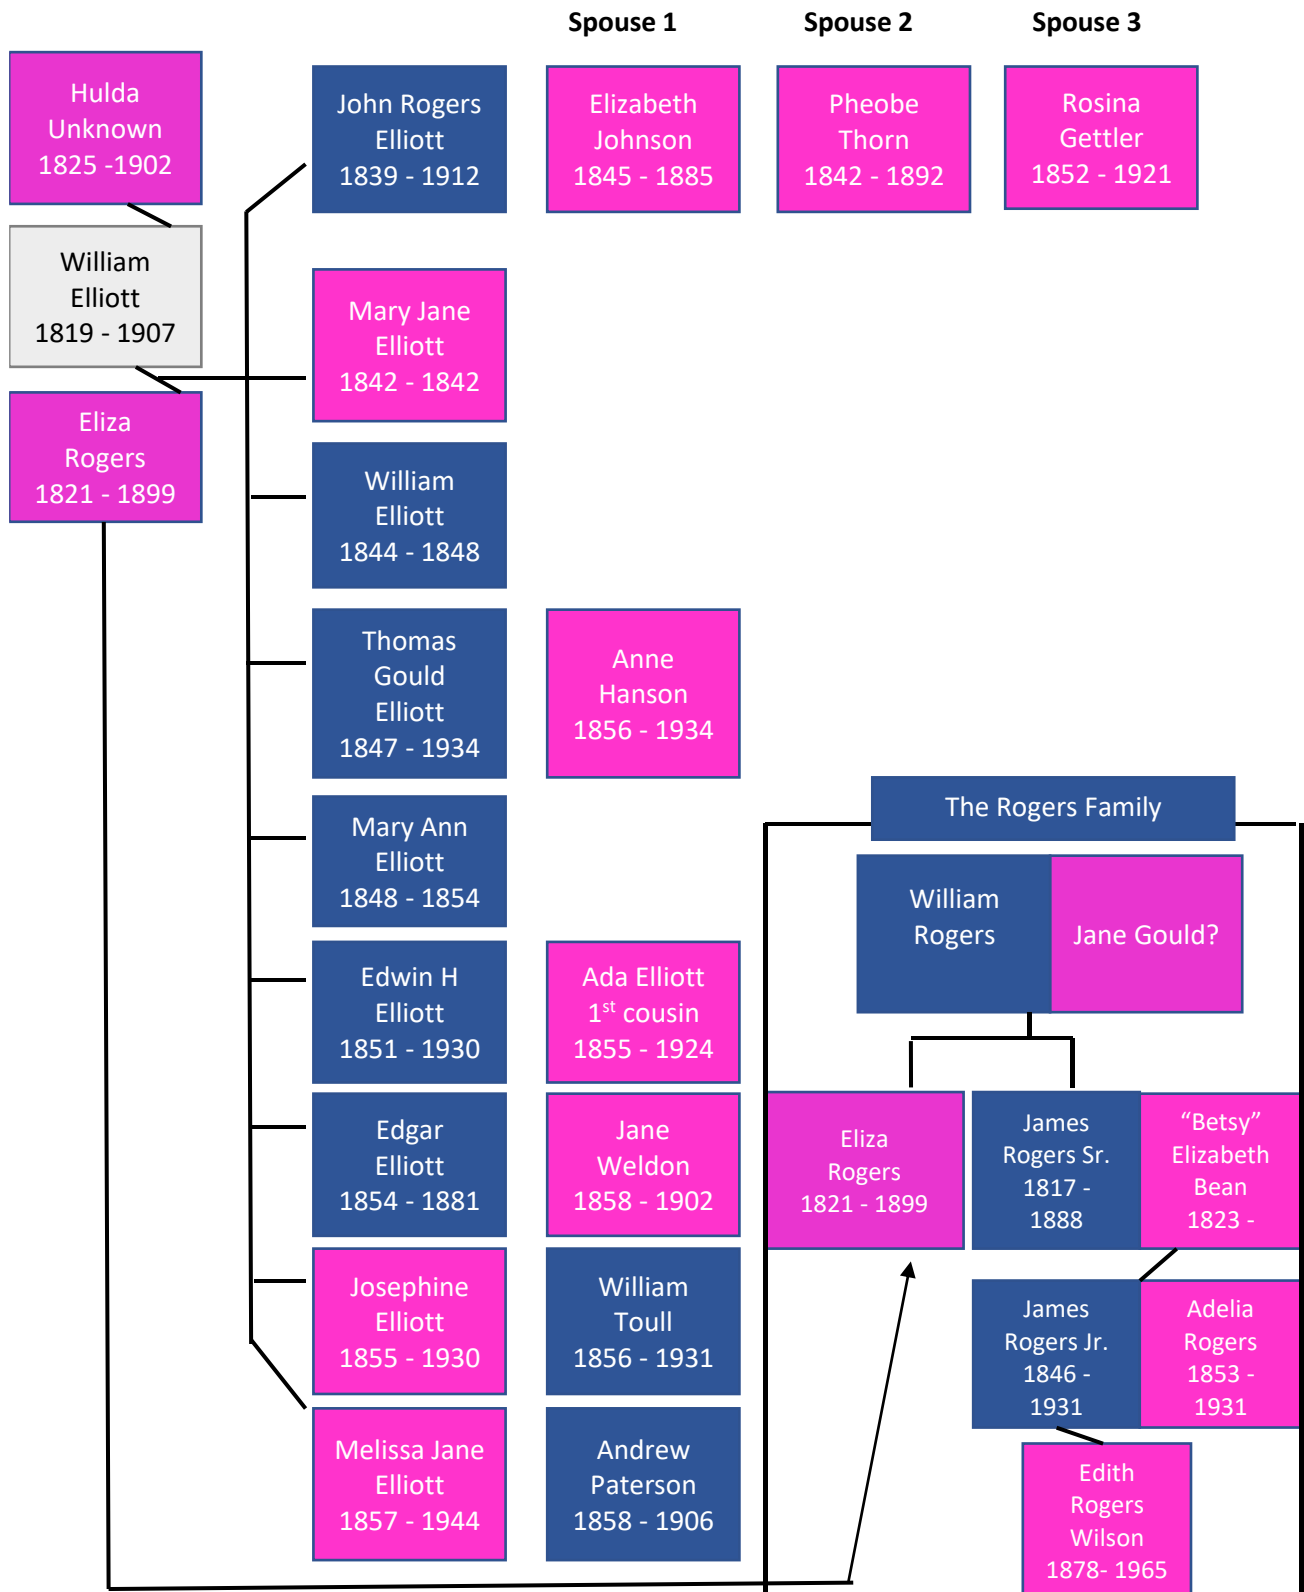 Spouse 1
Spouse 2
Spouse 3
Hulda
Unknown
1825 -1902
John Rogers
Elliott
1839 - 1912
Elizabeth
Johnson
1845 - 1885
Pheobe
Thorn
1842 - 1892
Rosina
Gettler
1852 - 1921
William
Elliott
1819 - 1907
Mary Jane
Elliott
1842 - 1842
Eliza
Rogers
1821 - 1899
William
Elliott
1844 - 1848
Thomas
Gould
Elliott
1847 - 1934
Anne
Hanson
1856 - 1934
Mary Ann
Elliott
1848 - 1854
Edwin H
Elliott
1851 - 1930
Ada Elliott
1st cousin
1855 - 1924
Edgar
Elliott
1854 - 1881
Jane
Weldon
1858 - 1902
Josephine
Elliott
1855 - 1930
William
Toull
1856 - 1931
Melissa Jane
Elliott
1857 - 1944
Andrew
Paterson
1858 - 1906
The Rogers Family
William
Rogers
Jane Gould?
Eliza
Rogers
1821 - 1899
James
Rogers Sr.
1817 -
1888
“Betsy”
Elizabeth
Bean
1823 -
James
Rogers Jr.
1846 -
1931
Adelia
Rogers
1853 -
1931
Edith
Rogers
Wilson
1878- 1965